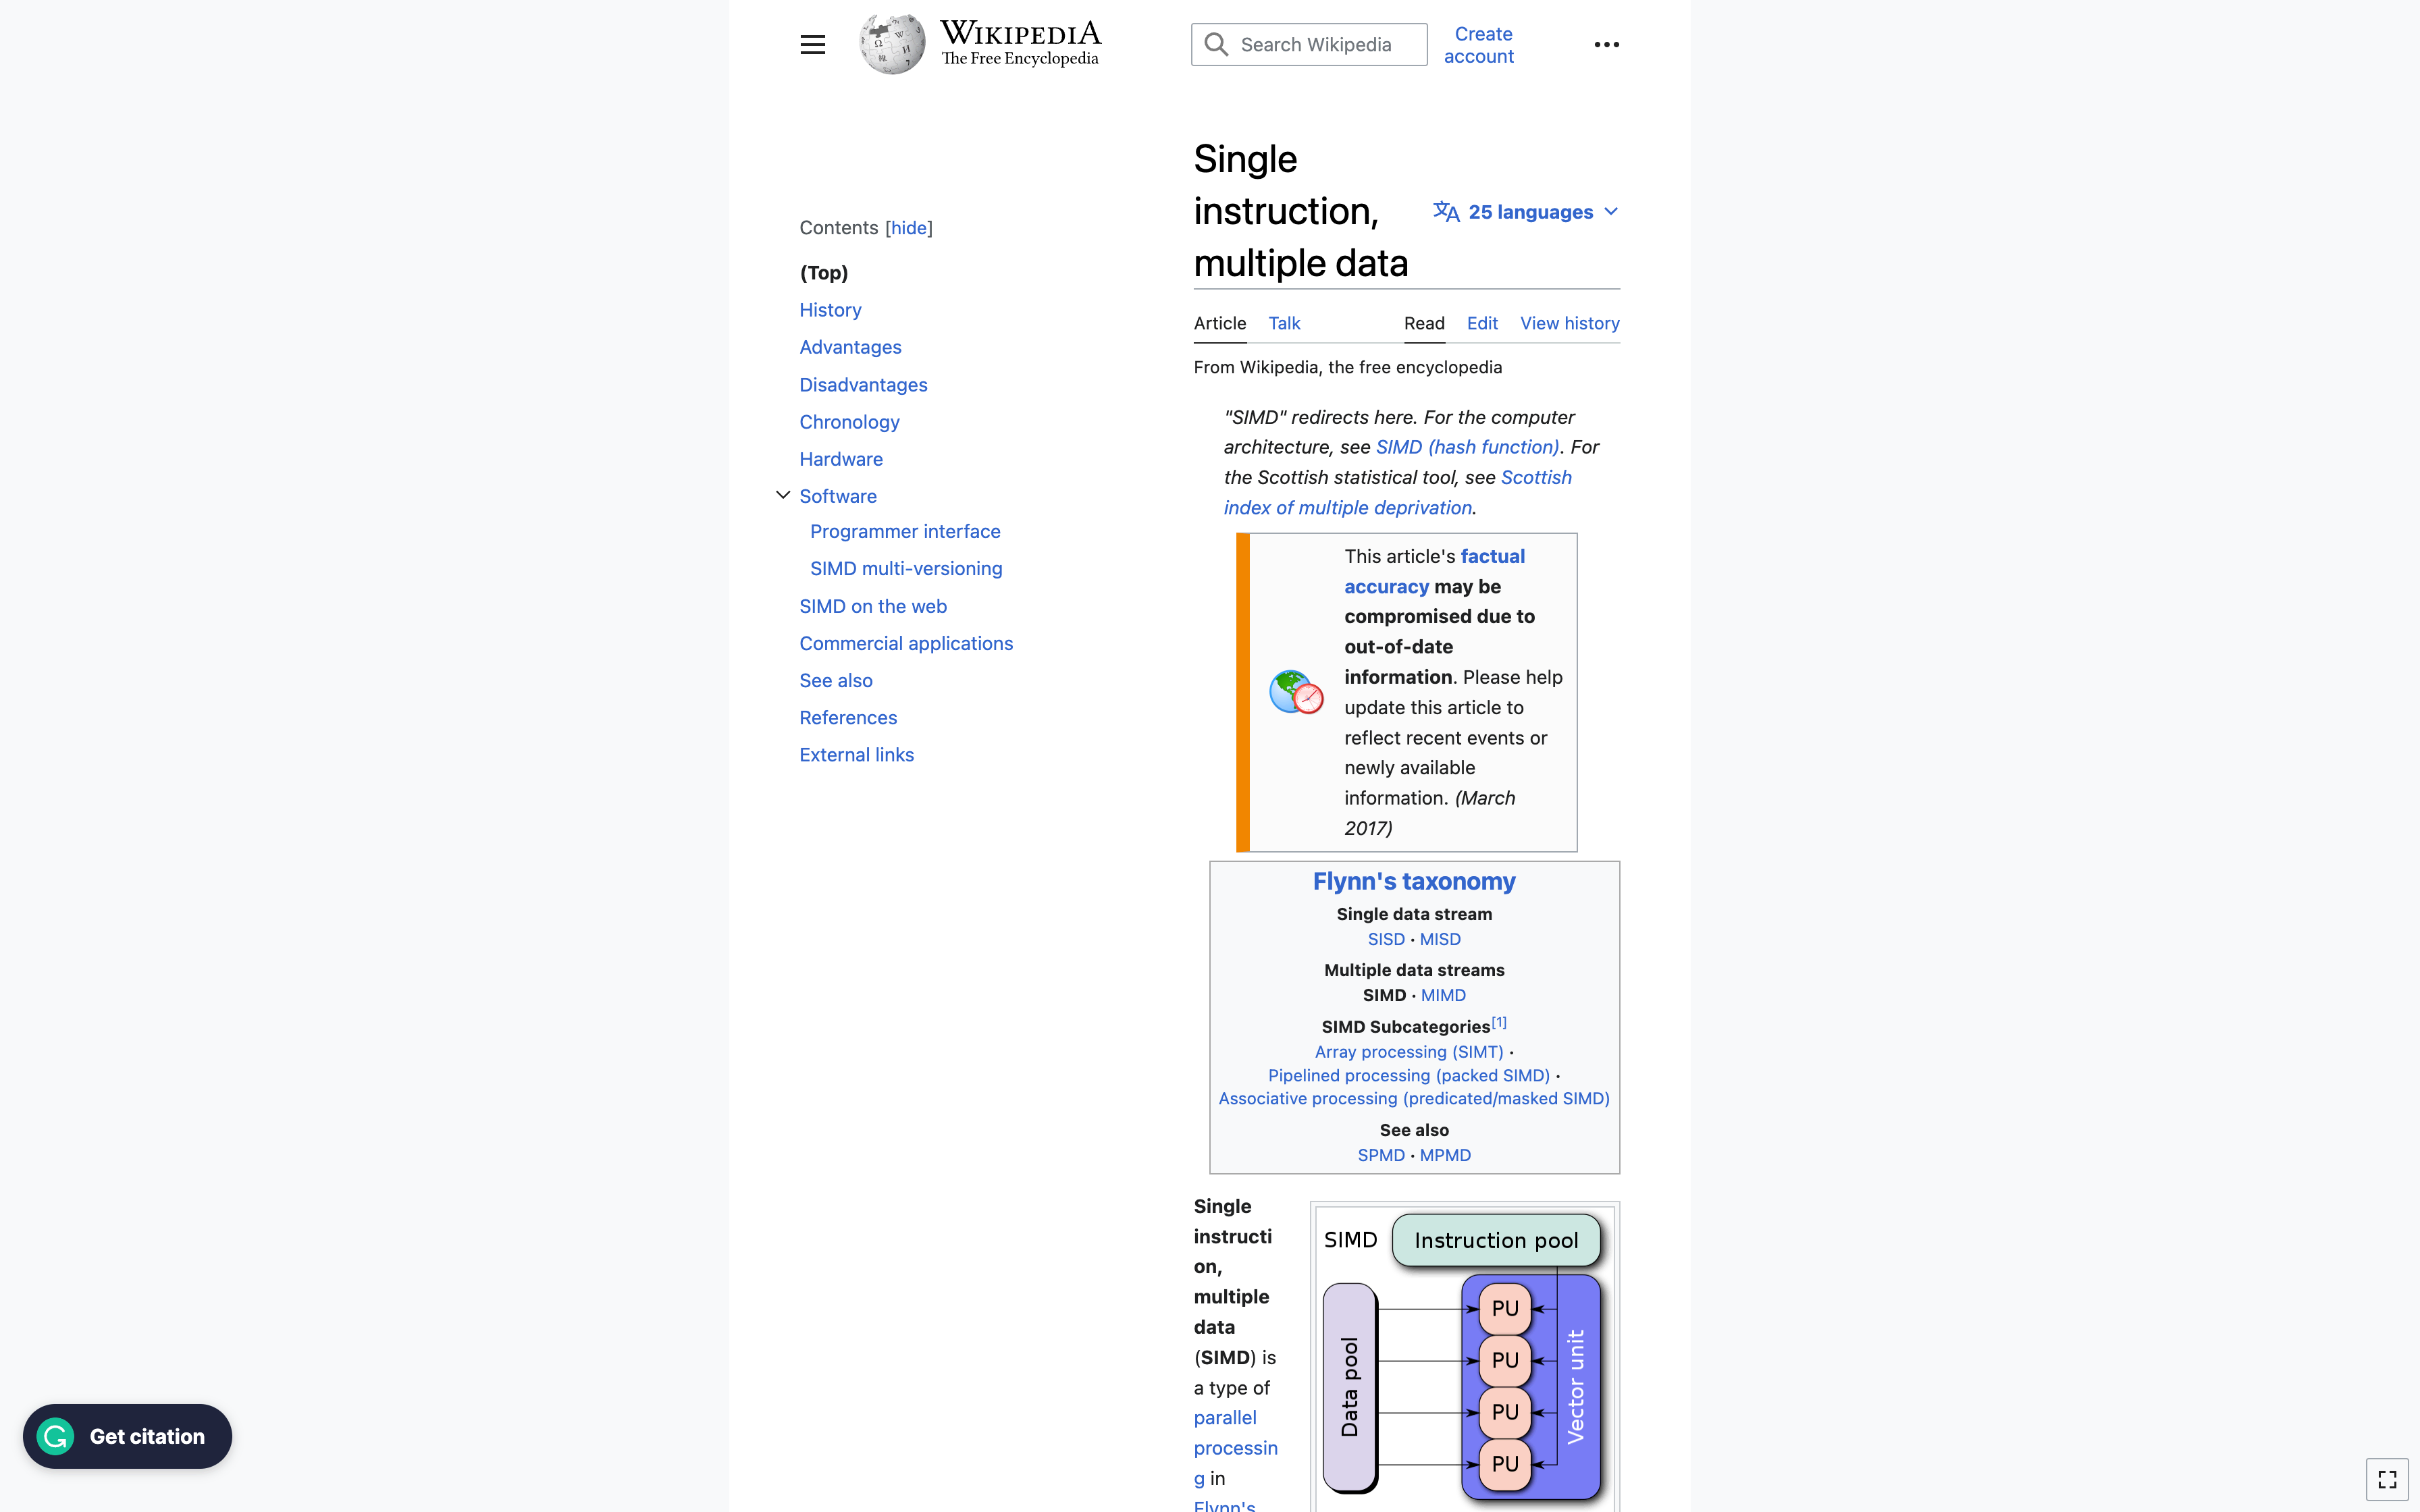 WIKIPEDIA
The Free Encyclopedia
Search Wikipedia
Create
account
Contents [hide]
(Top)
History
Advantages
Disadvantages
Chronology
Hardware
Software
Programmer interface
SIMD multi-versioning
SIMD on the web
Commercial applications
See also
References
External links
Single
instruction,
multiple data
25 languages
Article Talk Read Edit View history
From Wikipedia, the free encyclopedia
"SIMD" redirects here. For the computer
architecture, see SIMD (hash function). For
the Scottish statistical tool, see Scottish
index of multiple deprivation.
This article's factual
accuracy may be
compromised due to
out-of-date
information. Please help
update this article to
reflect recent events or
newly available
information. (March
2017)
Flynn's taxonomy
Single data stream
SISD · MISD
Multiple data streams
SIMD · MIMD
SIMD Subcategories[1]
Array processing (SIMT) ·
Pipelined processing (packed SIMD) ·
Associative processing (predicated/masked SIMD)
See also
SPMD · MPMD
Single
instructi
on,
multiple
data
(SIMD) is
a type of
parallel
processin
g in
Flynn's
SIMD
Instruction pool
Data pool
PU
PU
PU
PU
Vector unit
Get citation